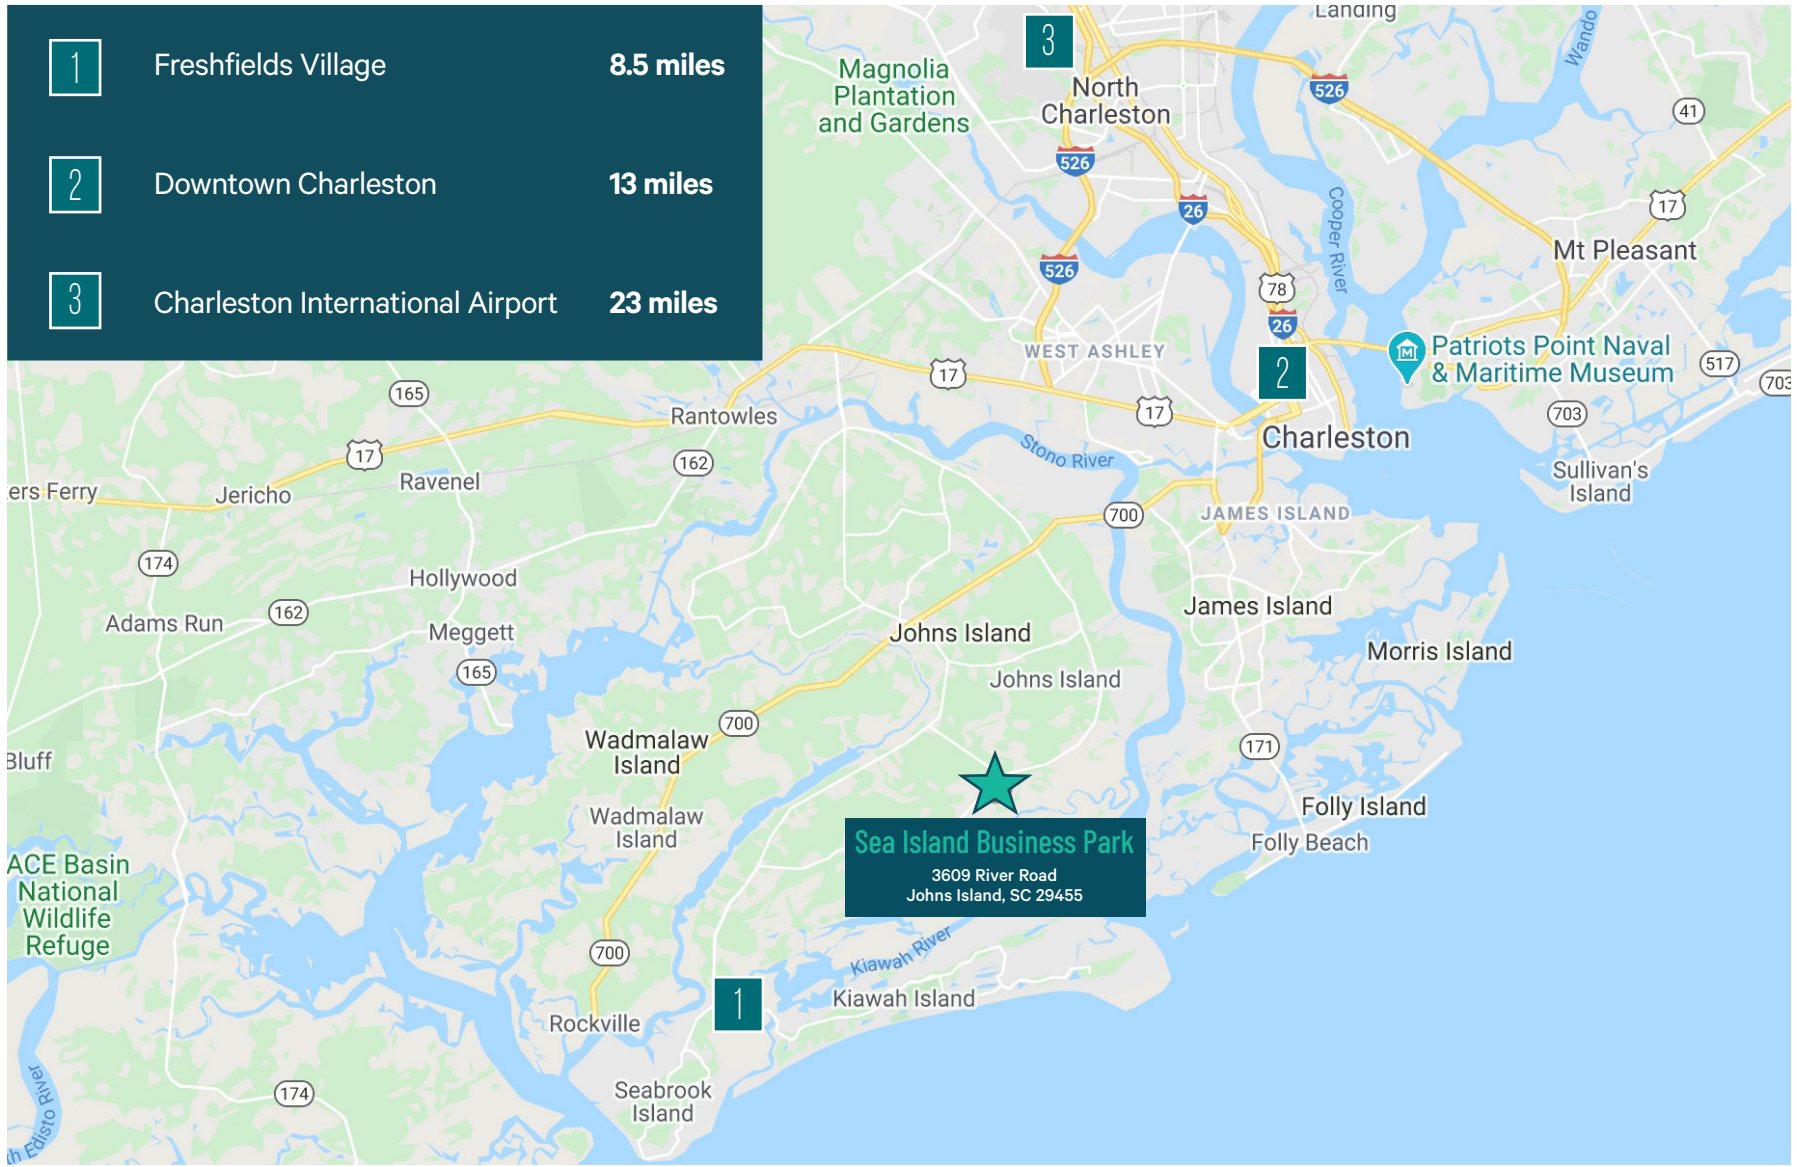 1 Freshfields Village 8.5 miles
2 Downtown Charleston 13 miles
3 Charleston International Airport 23 miles
Landing
3
Wando
Magnolia
Plantation
and Gardens
North
Charleston
526
41
526
26
17
Cooper River
Mt Pleasant
526
78
26
WEST ASHLEY
Patriots Point Naval
& Maritime Museum
517
703
17
2
165
17
703
Rantowles
Charleston
17
Stono River
162
Sullivan's
Island
Ravenel
ers Ferry
Jericho
700
JAMES ISLAND
174
Hollywood
162
James Island
Adams Run
Meggett
Johns Island
Morris Island
165
Johns Island
700
Wadmalaw
Island
171
Bluff
Wadmalaw
Island
Folly Island
Folly Beach
Sea Island Business Park
3609 River Road
Johns Island, SC 29455
ACE Basin
National
Wildlife
Refuge
700
Kiawah River
1
Kiawah Island
Rockville
174
Seabrook
Island
th Edisto River